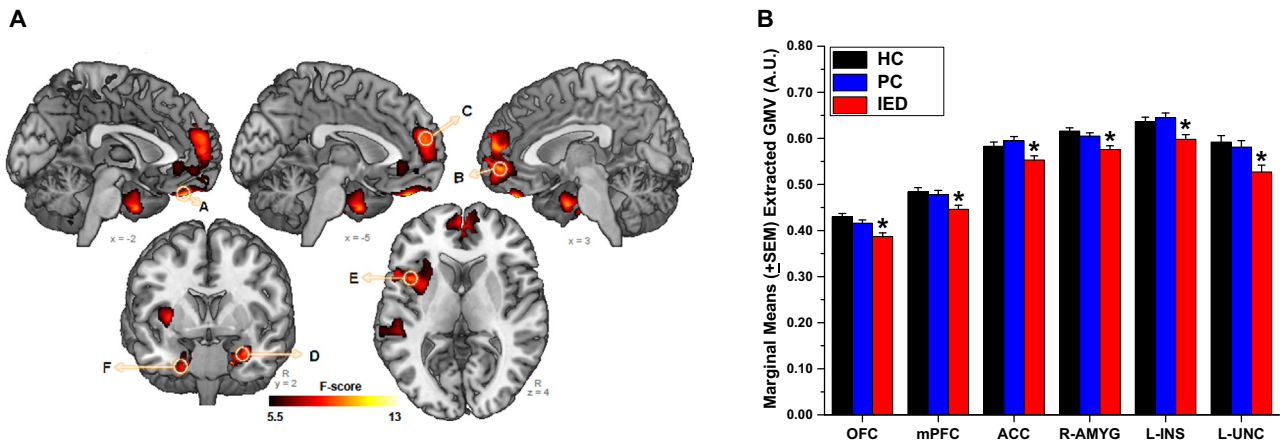 A
B
C
B
A
x = -2
x = -5
x = 3
E
F
D
R
y = 2
R
z = 4
F-score
5.5
13
Marginal Means (±SEM) Extracted GMV (A.U.)
0.80
0.70
0.60
0.50
0.40
0.30
0.20
0.10
0.00
HC
PC
IED
*
*
*
*
*
*
OFC
mPFC
ACC
R-AMYG
L-INS
L-UNC